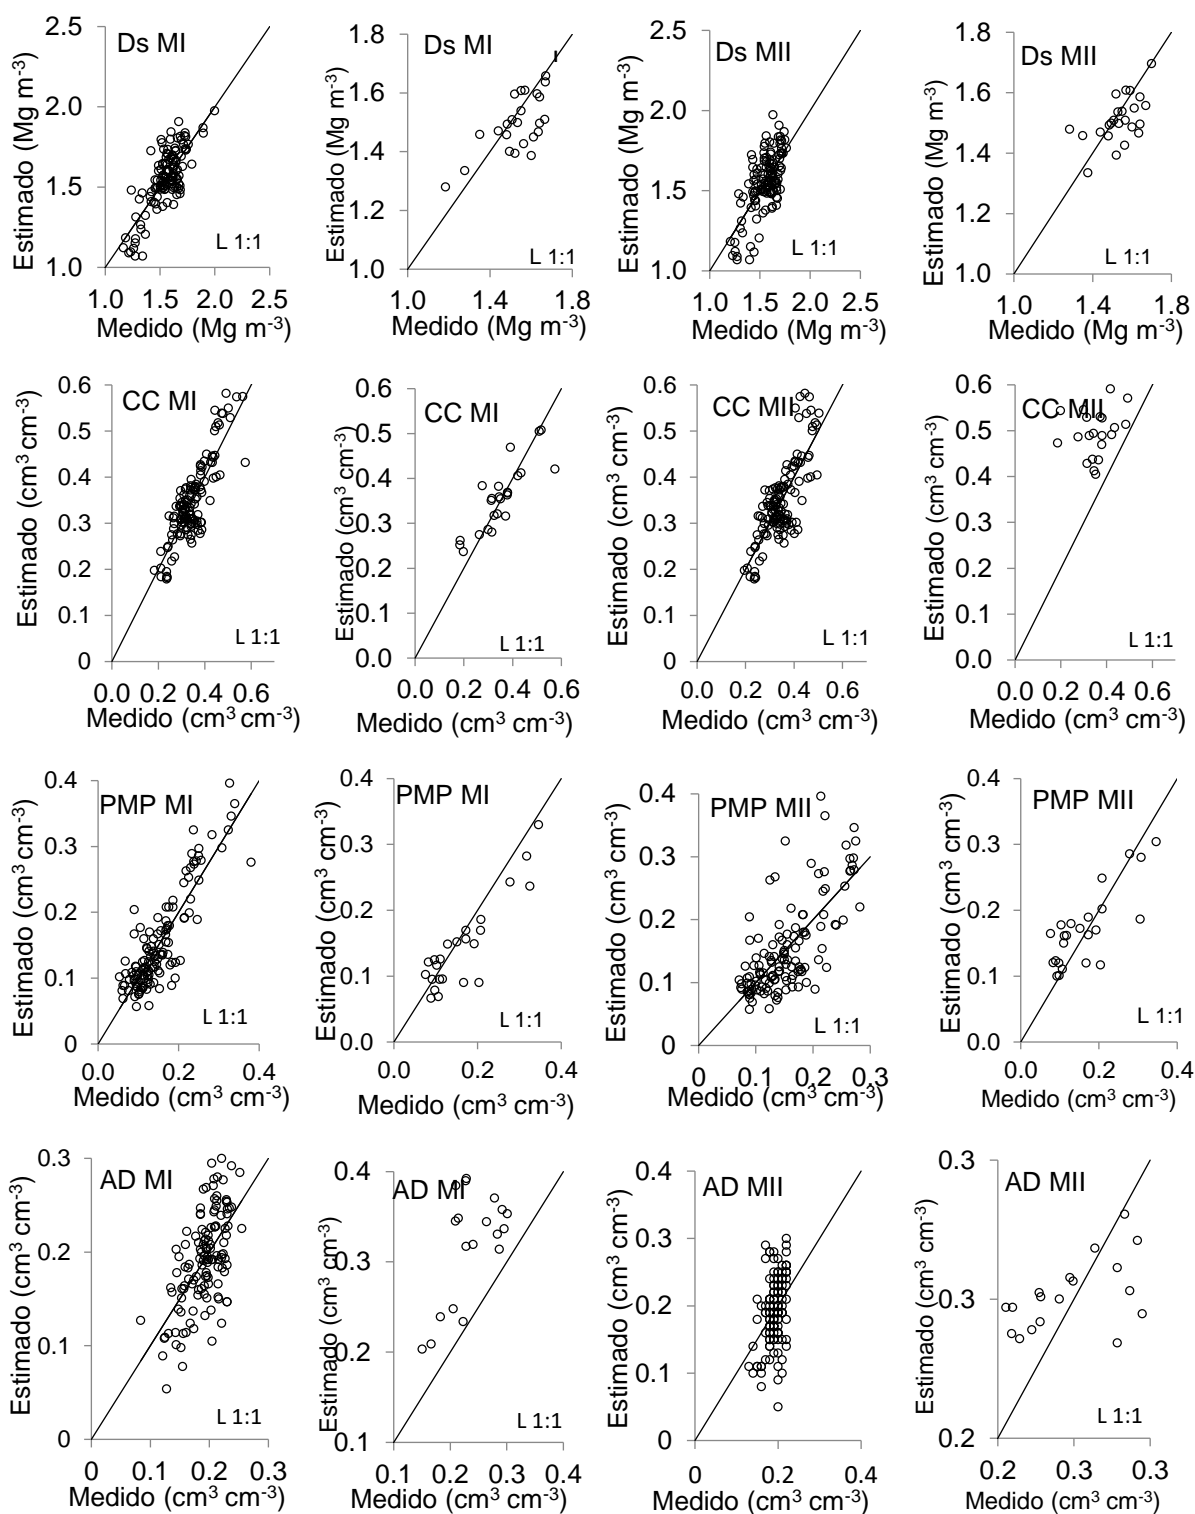 Ds MI
Estimado (Mg m-3)
2.5
2.0
1.5
1.0
L 1:1
1.0 1.5 2.0 2.5
Medido (Mg m-3)
Ds MI
Estimado (Mg m-3)
1.8
1.6
1.4
1.2
1.0
L 1:1
1.0 1.4 1.8
Medido (Mg m-3)
Ds MII
Estimado (Mg m-3)
2.5
2.0
1.5
1.0
L 1:1
1.0 1.5 2.0 2.5
Medido (Mg m-3)
Ds MII
Estimado (Mg m-3)
1.8
1.6
1.4
1.2
1.0
L 1:1
1.0 1.4 1.8
Medido (Mg m-3)
CC MI
Estimado (cm3 cm-3)
0.6
0.5
0.4
0.3
0.2
0.1
0
L 1:1
0.0 0.2 0.4 0.6
Medido (cm3 cm-3)
CC MI
Estimado (cm3 cm-3)
0.6
0.5
0.4
0.3
0.2
0.1
0.0
L 1:1
0.0 0.2 0.4 0.6
Medido (cm3 cm-3)
CC MII
Estimado (cm3 cm-3)
0.6
0.5
0.4
0.3
0.2
0.1
0
L 1:1
0.0 0.2 0.4 0.6
Medido (cm3 cm-3)
CC MII
Estimado (cm3 cm-3)
0.6
0.5
0.4
0.3
0.2
0.1
0.0
L 1:1
0.0 0.2 0.4 0.6
Medido (cm3 cm-3)
PMP MI
Estimado (cm3 cm-3)
0.4
0.3
0.2
0.1
0
L 1:1
0.0 0.2 0.4
Medido (cm3 cm-3)
PMP MI
Estimado (cm3 cm-3)
0.4
0.3
0.2
0.1
0.0
L 1:1
0.0 0.2 0.4
Medido (cm3 cm-3)
PMP MII
Estimado (cm3 cm-3)
0.4
0.3
0.2
0.1
0
L 1:1
0 0.1 0.2 0.3
Medido (cm3 cm-3)
PMP MII
Estimado (cm3 cm-3)
0.4
0.3
0.2
0.1
0.0
L 1:1
0.0 0.2 0.4
Medido (cm3 cm-3)
AD MI
Estimado (cm3 cm-3)
0.3
0.2
0.1
0
L 1:1
0 0.1 0.2 0.3
Medido (cm3 cm-3)
AD MI
Estimado (cm3 cm-3)
0.4
0.3
0.2
0.1
L 1:1
0.1 0.2 0.3 0.4
Medido (cm3 cm-3)
AD MII
Estimado (cm3 cm-3)
0.4
0.3
0.2
0.1
0
L 1:1
0 0.2 0.4
Medido (cm3 cm-3)
AD MII
Estimado (cm3 cm-3)
0.3
0.3
0.2
L 1:1
0.2 0.3 0.3
Medido (cm3 cm-3)